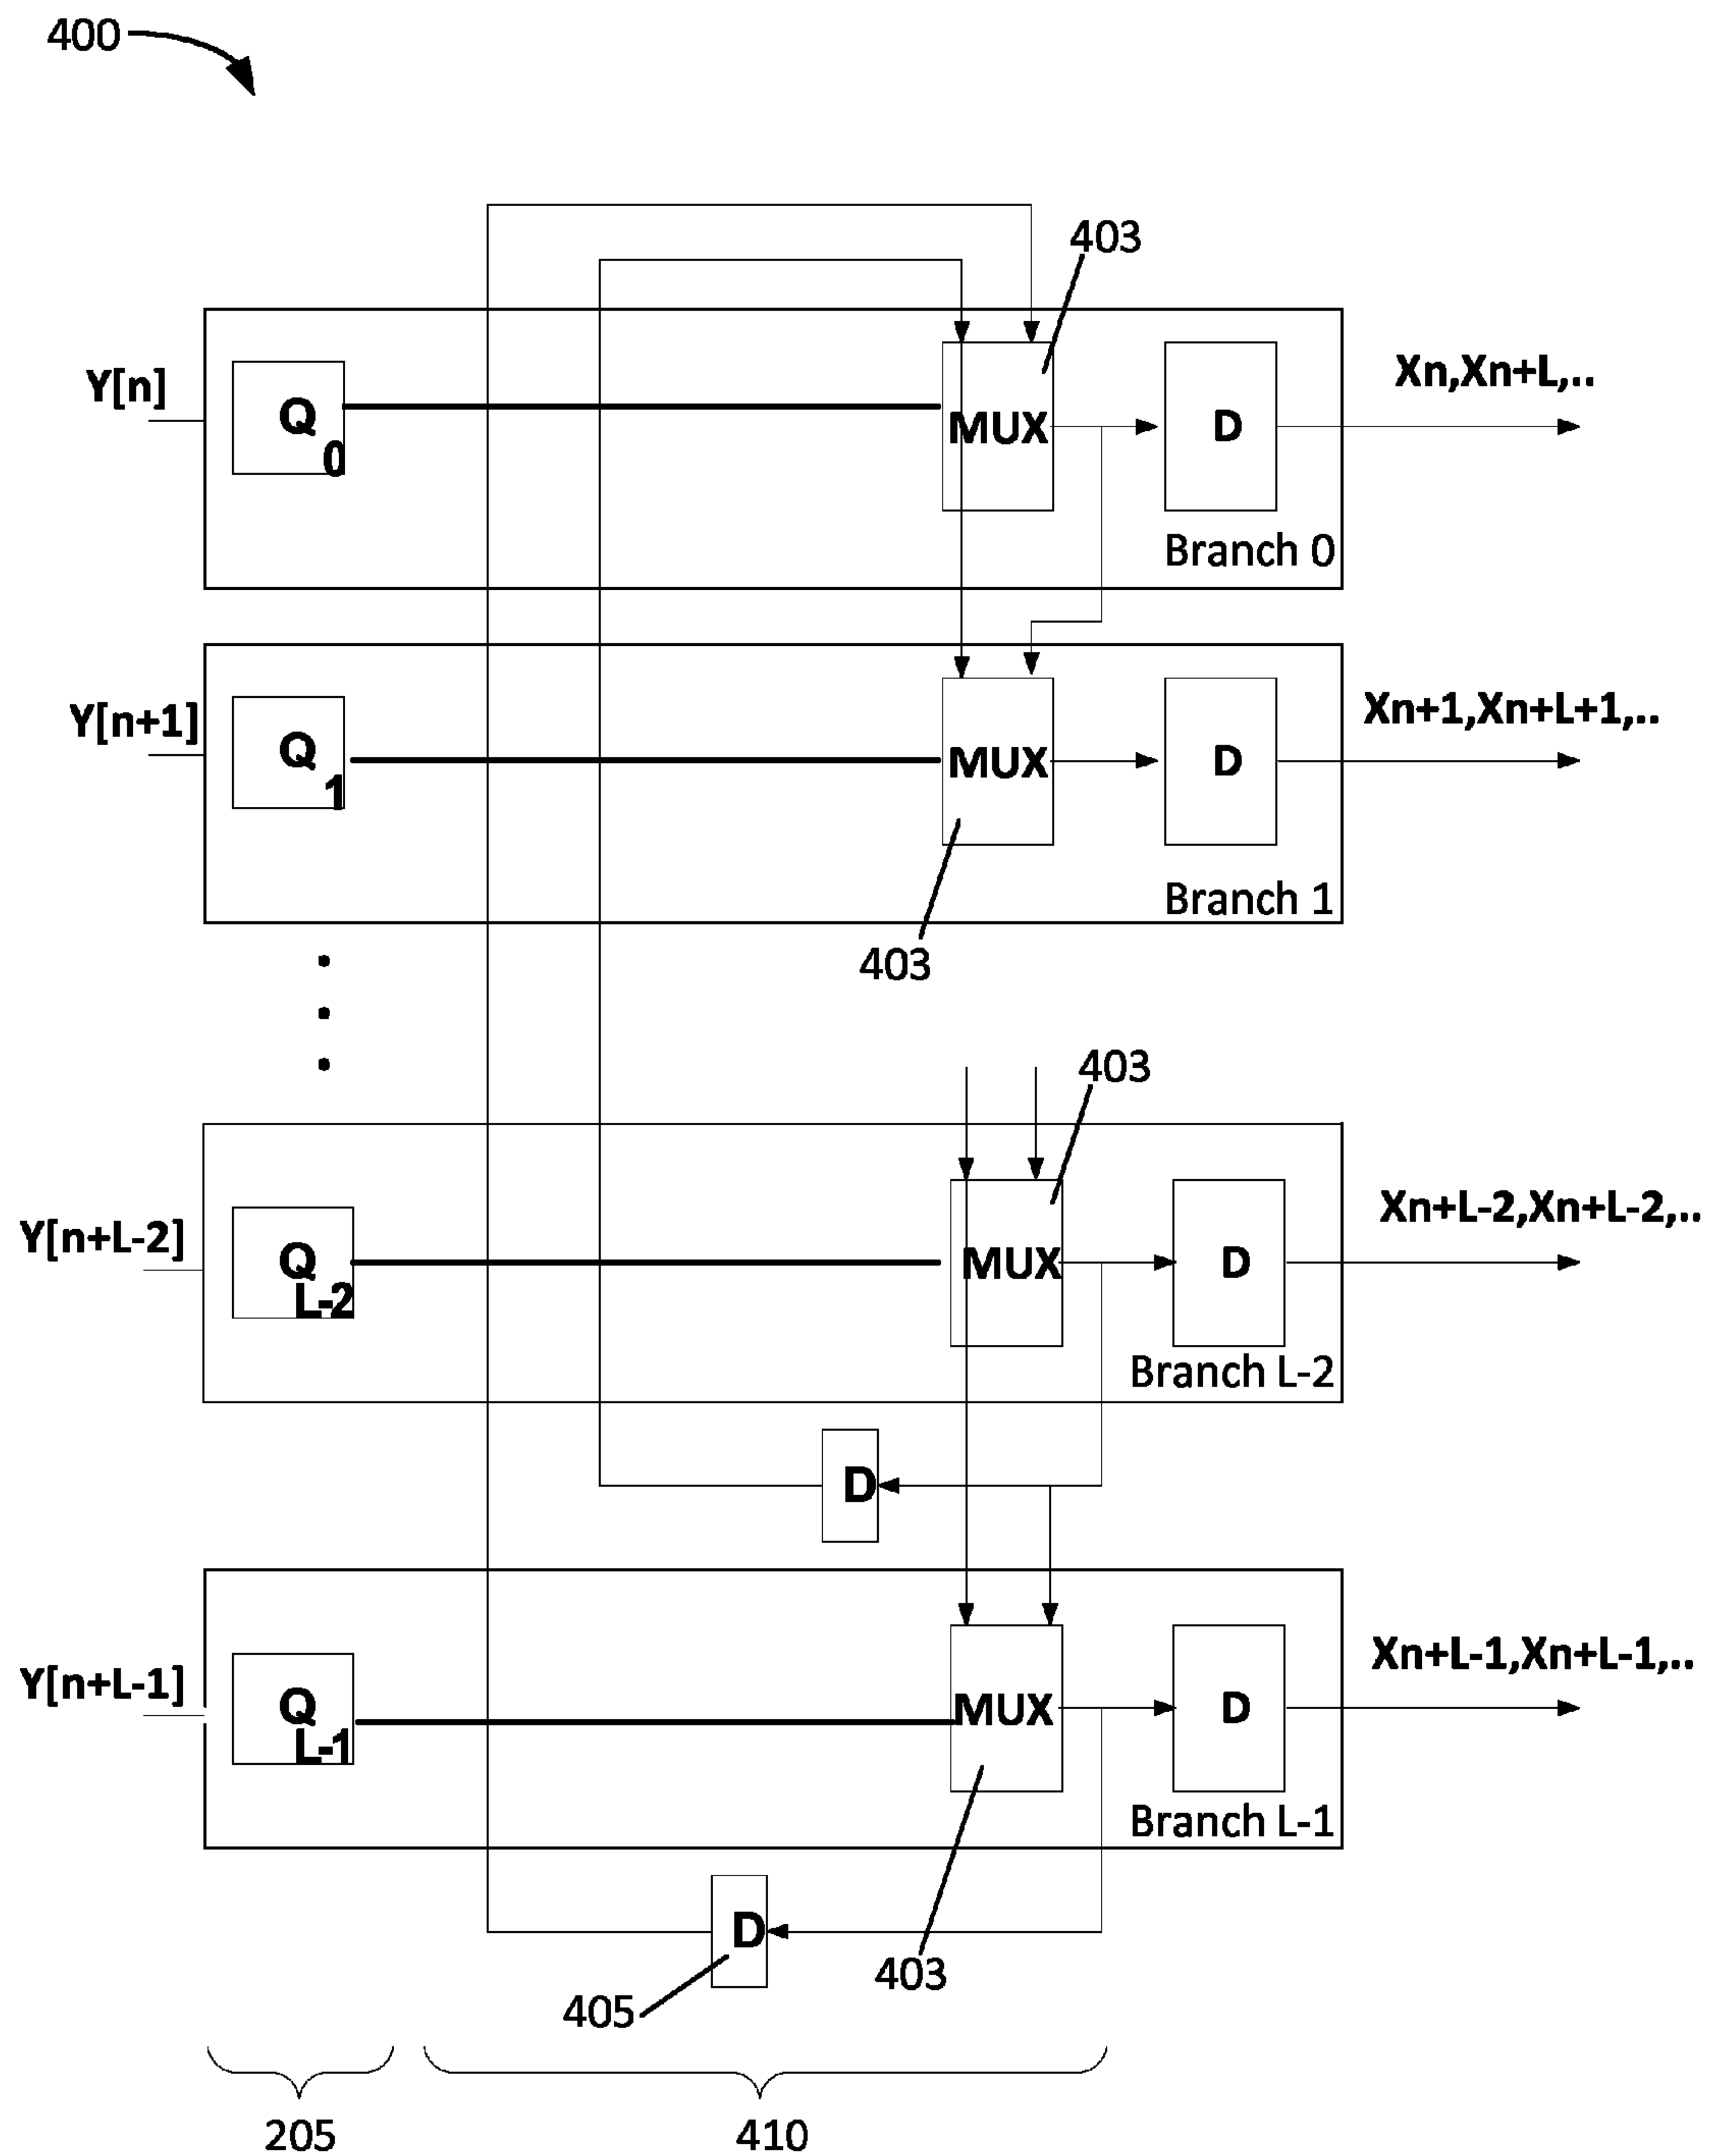 400
403
Y[n]
Q
0
MUX
D
Xn,Xn+L,..
Branch 0
Y[n+1]
Q
1
MUX
D
Xn+1,Xn+L+1,..
Branch 1
403
403
Y[n+L-2]
Q
L-2
MUX
D
Xn+L-2,Xn+L-2,..
Branch L-2
D
Y[n+L-1]
Q
L-1
MUX
D
Xn+L-1,Xn+L-1,..
Branch L-1
D
403
405
205
410